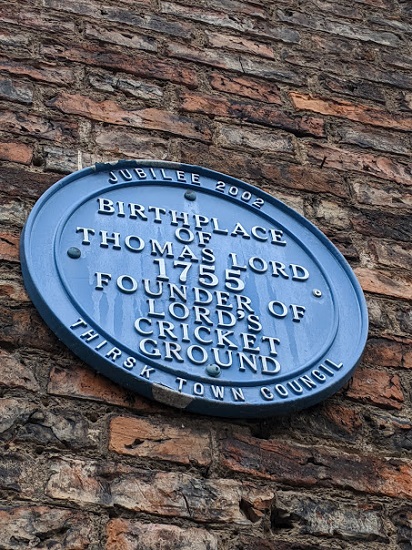 JUBILEE 2002
BIRTHPLACE
OF
THOMAS LORD
1755
FOUNDER OF
LORD'S
CRICKET
GROUND
THIRSK TOWN COUNCIL